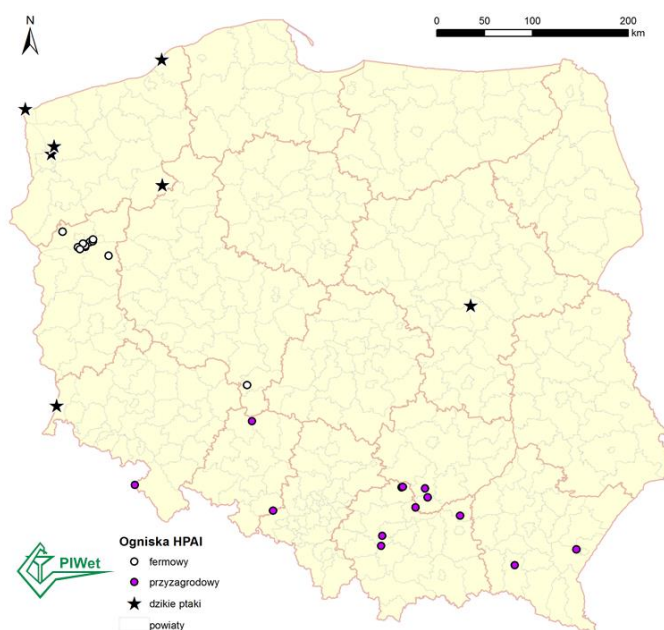 N
0 50 100 200
km
Ogniska HPAI
fermowy
przyzagrodowy
dzikie ptaki
powiaty
PIWet